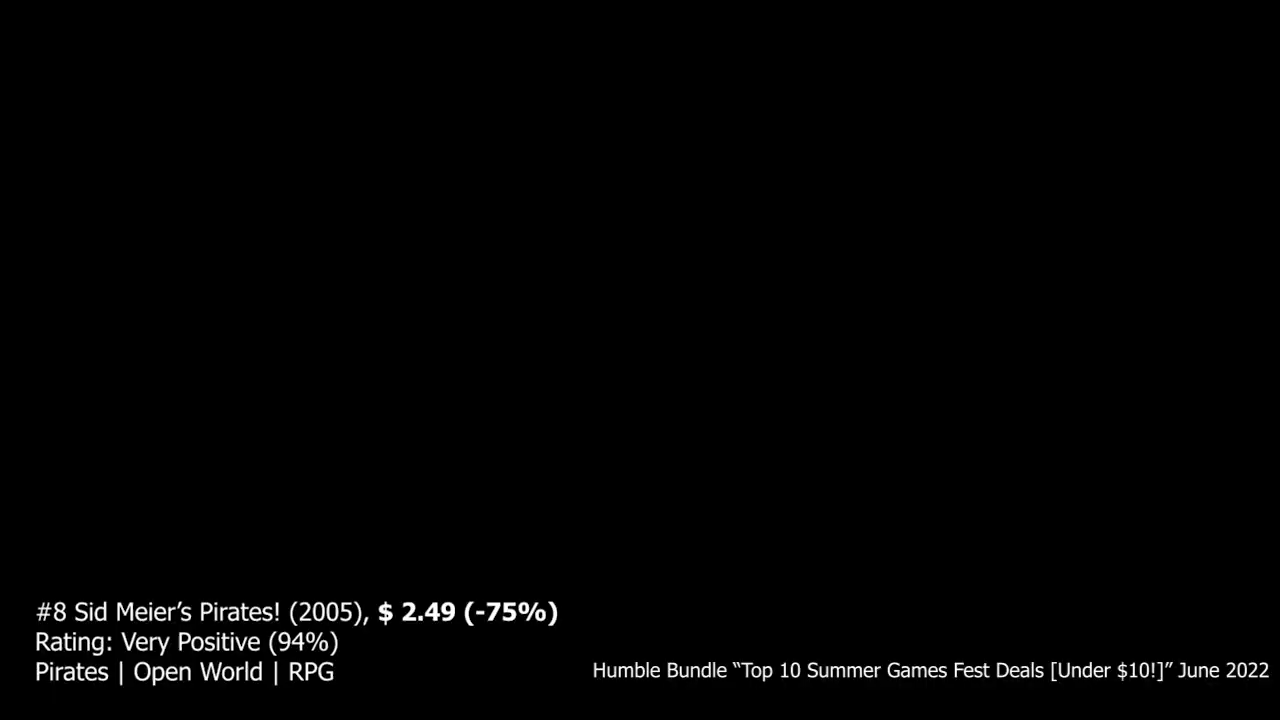 #8 Sid Meier’s Pirates! (2005), $ 2.49 (-75%)
Rating: Very Positive (94%)
Pirates | Open World | RPG
Humble Bundle “Top 10 Summer Games Fest Deals [Under $10!]” June 2022